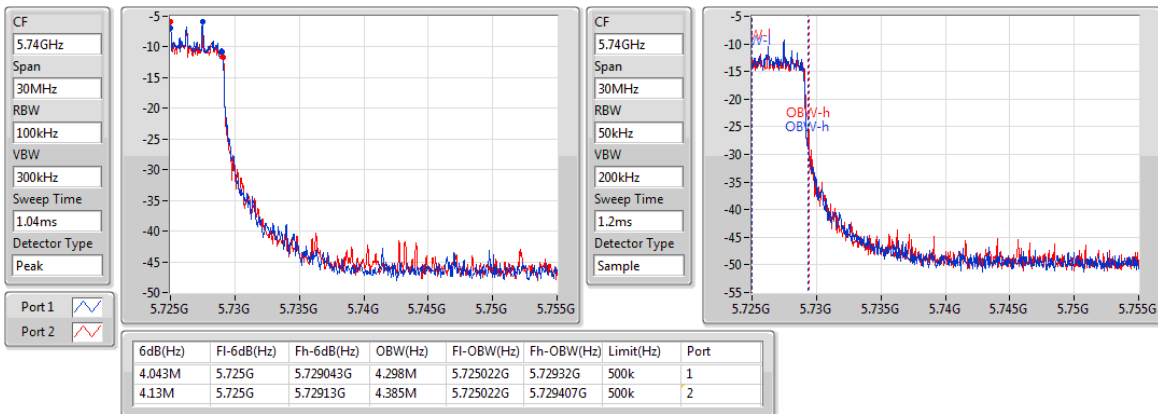 CF
5.74GHz
Span
30MHz
RBW
100kHz
VBW
300kHz
Sweep Time
1.04ms
Detector Type
Peak
Port 1
Port 2
-5
-10
-15
-20
-25
-30
-35
-40
-45
-50
5.725G 5.73G 5.735G 5.74G 5.745G 5.75G 5.755G
CF
5.74GHz
Span
30MHz
RBW
50kHz
VBW
200kHz
Sweep Time
1.2ms
Detector Type
Sample
-5
-10
-15
-20
-25
-30
-35
-40
-45
-50
-55
OBW-h
OBW-h
5.725G 5.73G 5.735G 5.74G 5.745G 5.75G 5.755G
6dB(Hz) Fl-6dB(Hz) Fh-6dB(Hz) OBW(Hz) Fl-OBW(Hz) Fh-OBW(Hz) Limit(Hz) Port
4.043M 5.725G 5.729043G 4.298M 5.725022G 5.72932G 500k 1
4.13M 5.725G 5.72913G 4.385M 5.725022G 5.729407G 500k 2